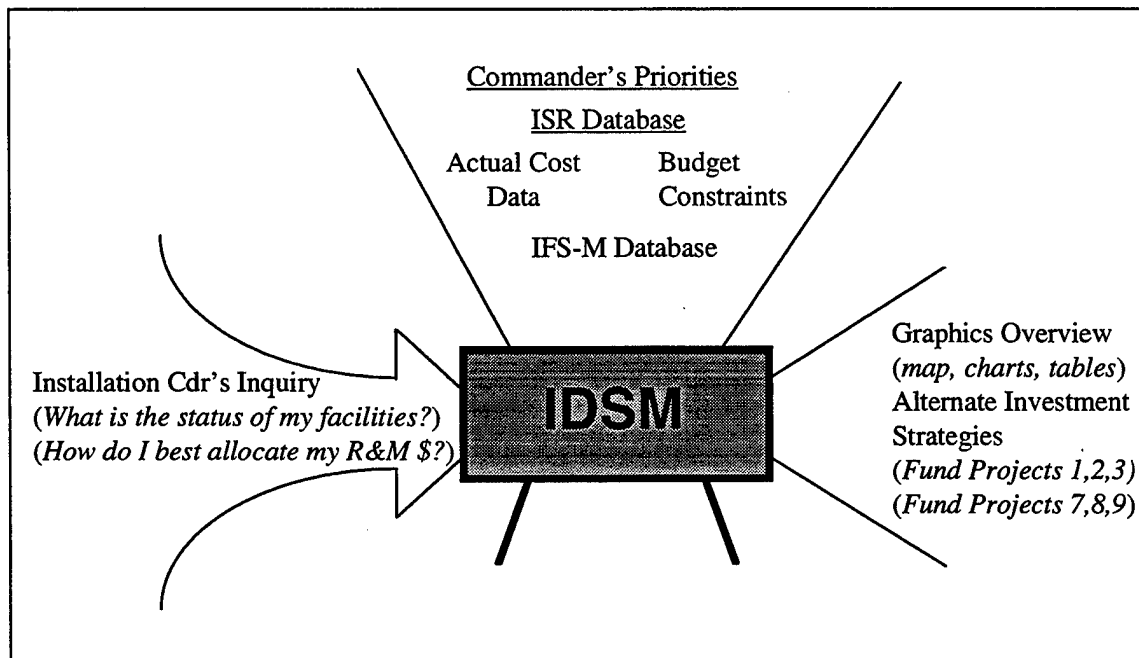 Commander's Priorities
ISR Database
Actual Cost Data
Budget Constraints
IFS-M Database
Installation Cdr's Inquiry
(What is the status of my facilities?)
(How do I best allocate my R&M $?)
IDSM
Graphics Overview
(map, charts, tables)
Alternate Investment
Strategies
(Fund Projects 1,2,3)
(Fund Projects 7,8,9)